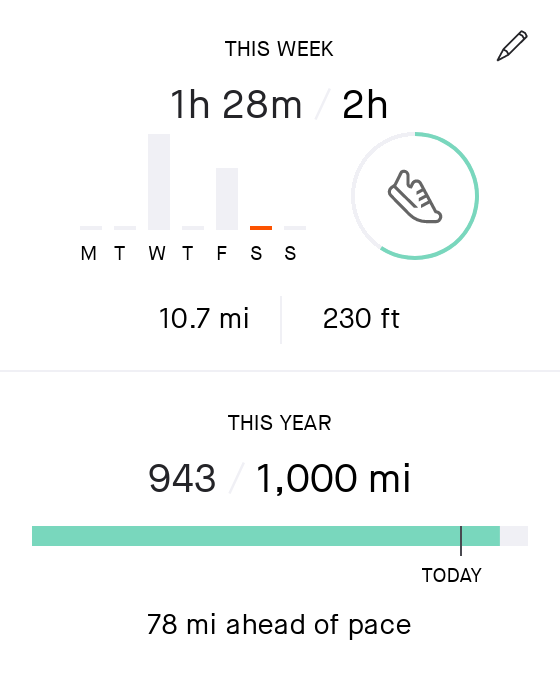 THIS WEEK
1h 28m / 2h
M T W T F S S
10.7 mi 230 ft
THIS YEAR
943 / 1,000 mi
TODAY
78 mi ahead of pace